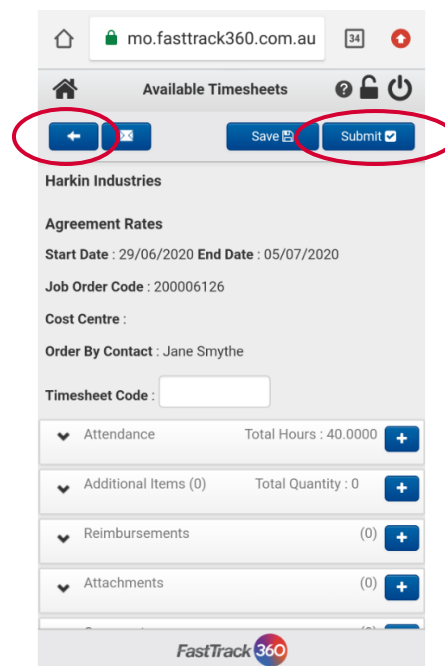 mo.fasttrack360.com.au 34
Available Timesheets ?
Save Submit
Harkin Industries
Agreement Rates
Start Date : 29/06/2020 End Date : 05/07/2020
Job Order Code : 200006126
Cost Centre :
Order By Contact : Jane Smythe
Timesheet Code :
Attendance Total Hours : 40.0000 +
Additional Items (0) Total Quantity : 0 +
Reimbursements (0) +
Attachments (0) +
FastTrack 360